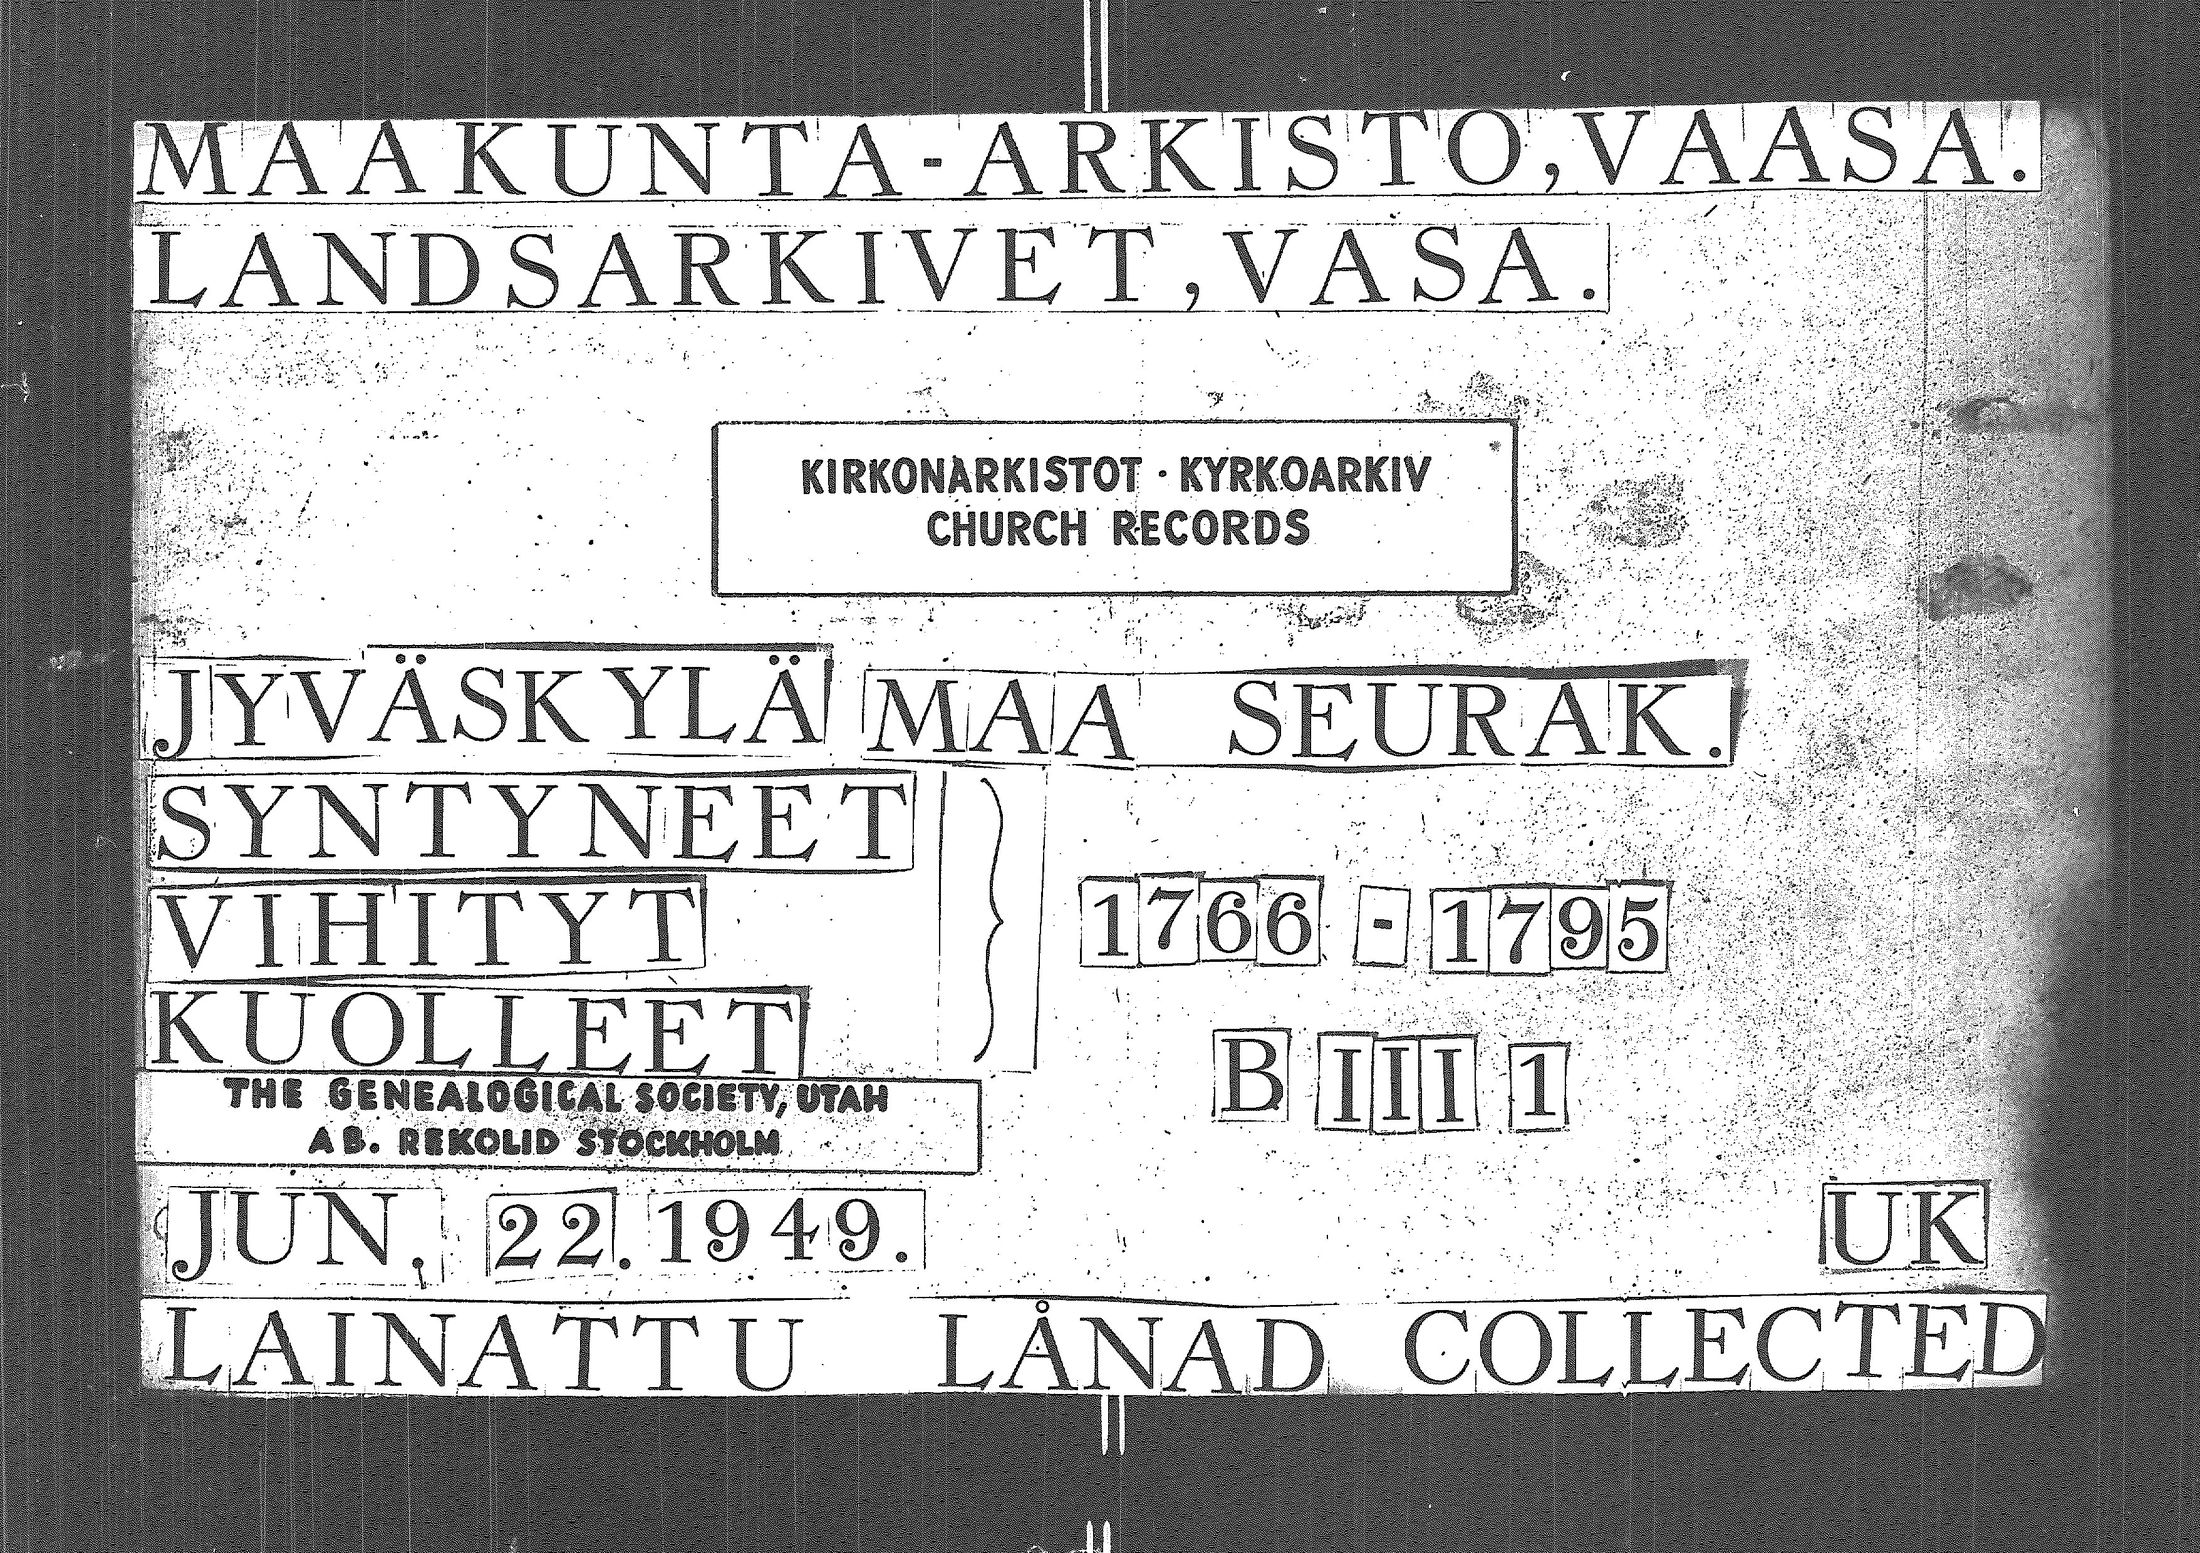 MAAKUNTA-ARKISTO, VAASA.
LANDSARKIVET, VASA.
KIRKONARKISTOT · KYRKOARKIV
CHURCH RECORDS
JYVÄSKYLÄ MAA SEURAK.
SYNTYNEET
VIHITYT
KUOLLEET
1766 - 1795
B III 1
THE GENEALOGICAL SOCIETY, UTAH
AB. REKOLID STOCKHOLM
JUN, 22.1949.
UK
LAINATTU LÅNAD COLLECTED